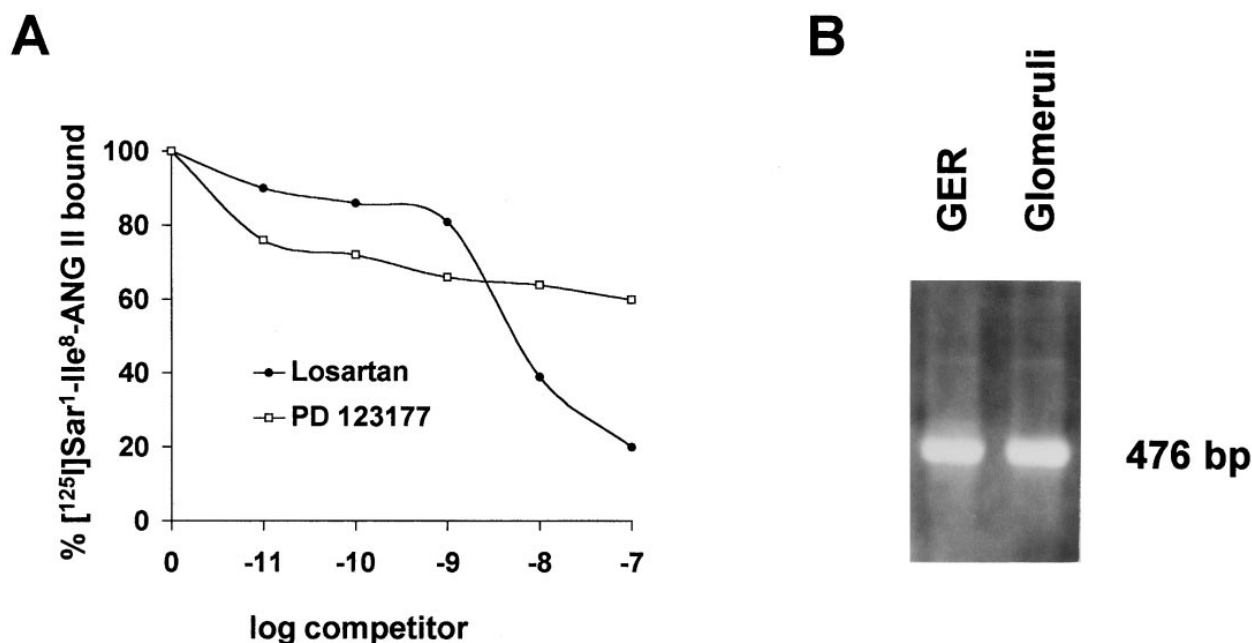 A
% [¹²⁵I]Sar¹-Ile⁸-ANG II bound
100
80
60
40
20
0
Losartan
PD 123177
0 -11 -10 -9 -8 -7
log competitor
B
GER
Glomeruli
476 bp